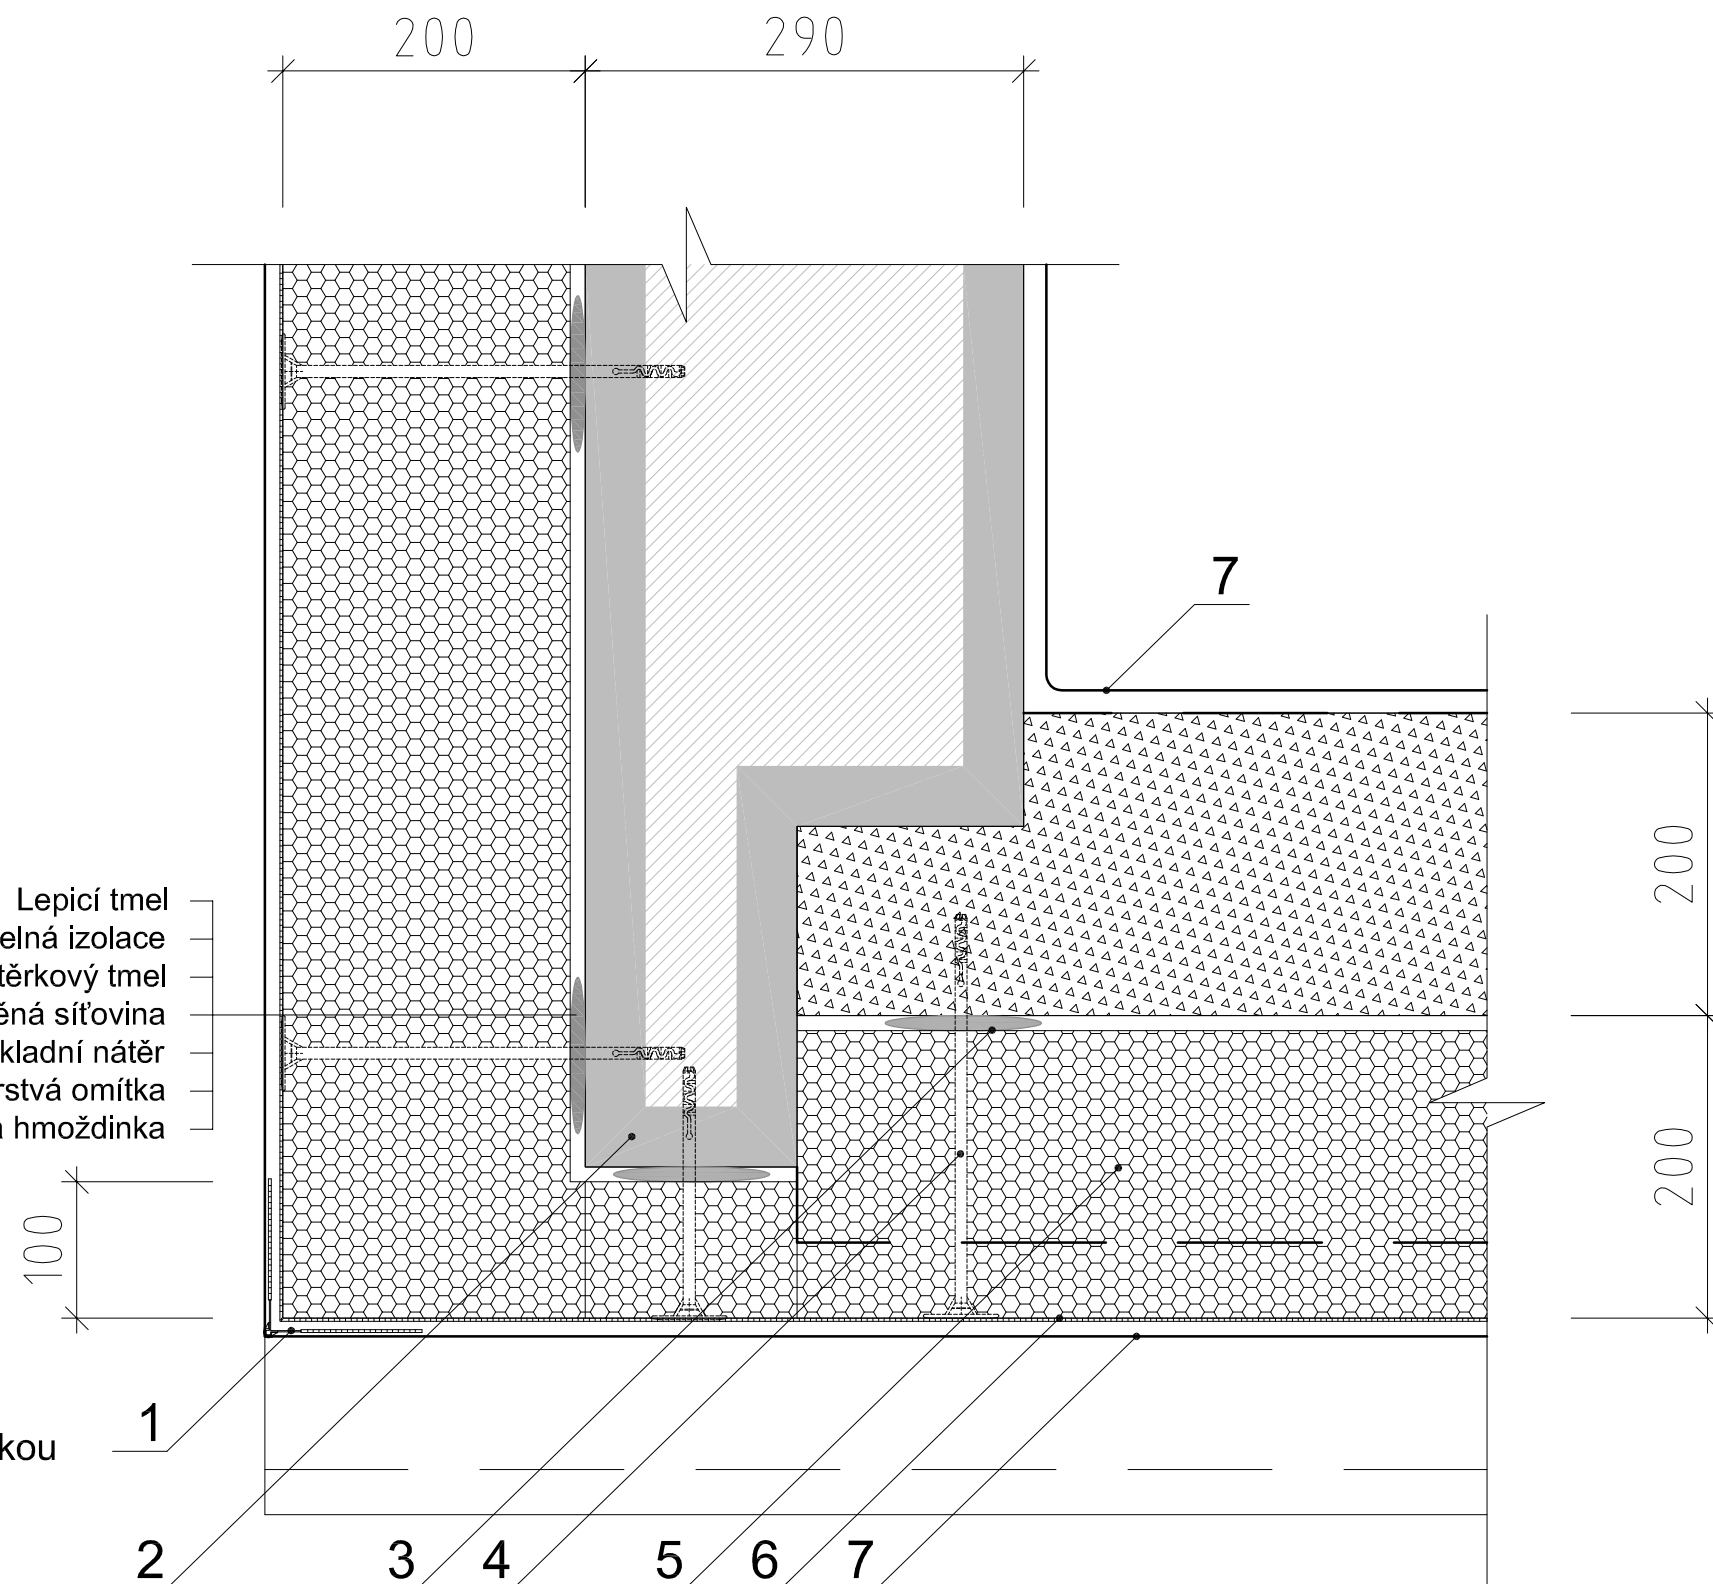 200
290
7
Lepicí tmel
elná izolace
těrkový tmel
ěná síťovina
kladní nátěr
rstvá omítka
a hmoždinka
200
200
100
1
kou
2
3
4
5
6
7